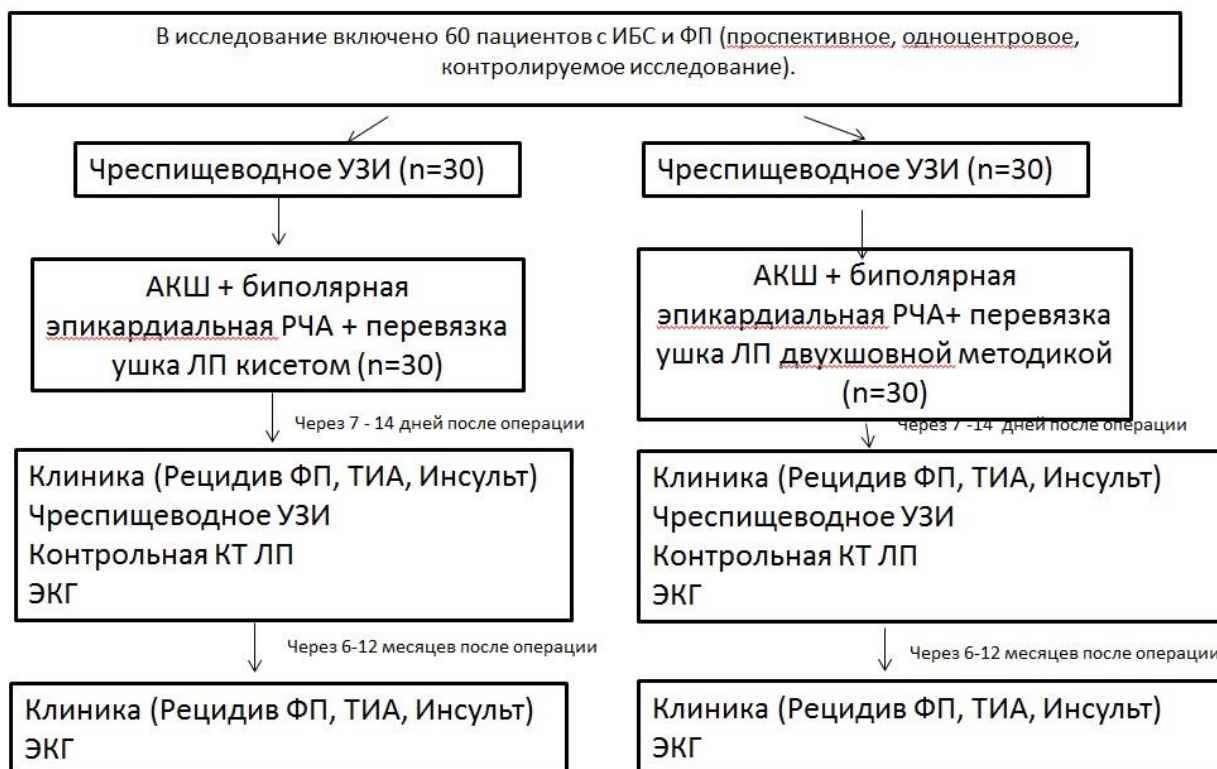 В исследование включено 60 пациентов с ИБС и ФП (проспективное, одноцентровое,
контролируемое исследование).
Чреспищеводное УЗИ (n=30)
Чреспищеводное УЗИ (n=30)
АКШ + биполярная
эпикардиальная РЧА + перевязка
ушка ЛП кисетом (n=30)
АКШ + биполярная
эпикардиальная РЧА+ перевязка
ушка ЛП двухшовной методикой
(n=30)
Через 7 - 14 дней после операции
Через 7 -14 дней после операции
Клиника (Рецидив ФП, ТИА, Инсульт)
Чреспищеводное УЗИ
Контрольная КТ ЛП
ЭКГ
Клиника (Рецидив ФП, ТИА, Инсульт)
Чреспищеводное УЗИ
Контрольная КТ ЛП
ЭКГ
Через 6-12 месяцев после операции
Через 6-12 месяцев после операции
Клиника (Рецидив ФП, ТИА, Инсульт)
ЭКГ
Клиника (Рецидив ФП, ТИА, Инсульт)
ЭКГ